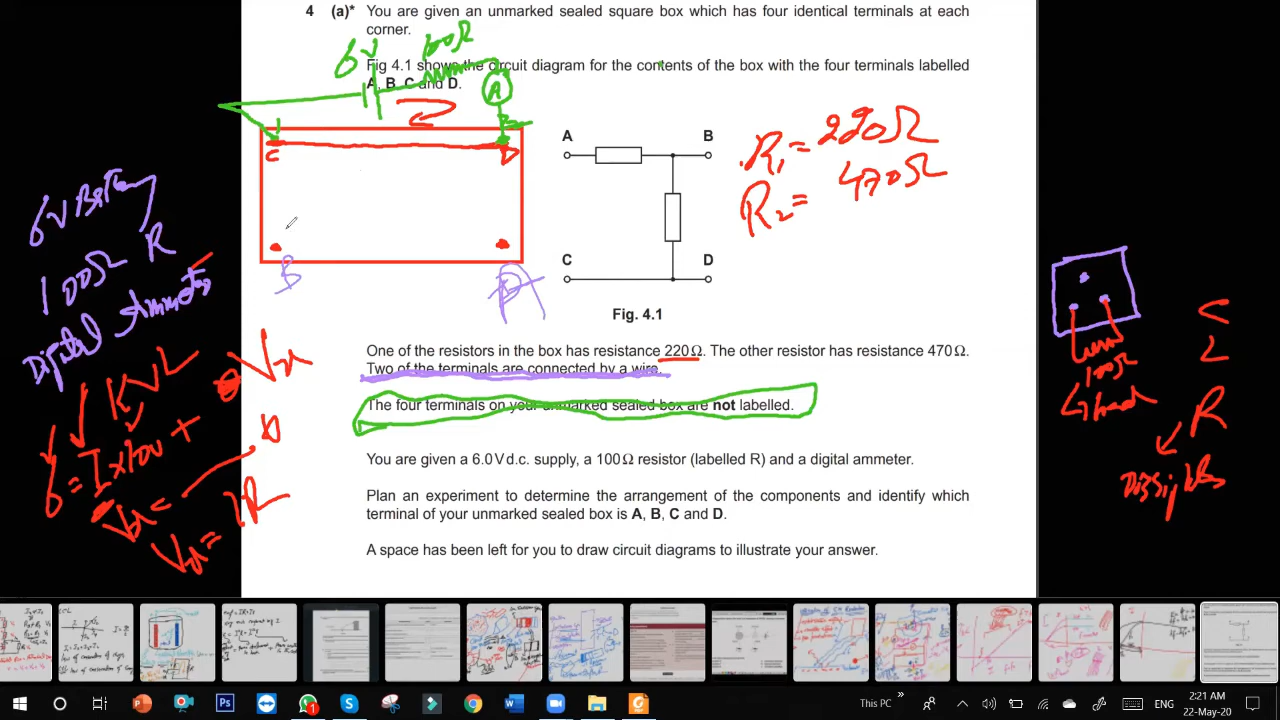 4 (a)* You are given an unmarked sealed square box which has four identical terminals at each
corner.
Fig 4.1 shows the circuit diagram for the contents of the box with the four terminals labelled
A, B, C and D.
6V
100Ω
A
C
D
B
A
A
B
C
D
Fig. 4.1
R₁ = 220Ω
R₂ = 470Ω
6V Battery
100Ω R
Digital Ammeter
KVL
6 = Ix100 + Vx
Vx =
Vx = IR
100Ω
C
L
R
One of the resistors in the box has resistance 220Ω. The other resistor has resistance 470Ω.
Two of the terminals are connected by a wire.
The four terminals on your unmarked sealed box are not labelled.
You are given a 6.0V d.c. supply, a 100Ω resistor (labelled R) and a digital ammeter.
Plan an experiment to determine the arrangement of the components and identify which
terminal of your unmarked sealed box is A, B, C and D.
A space has been left for you to draw circuit diagrams to illustrate your answer.
This PC
ENG
2:21 AM
22-May-20